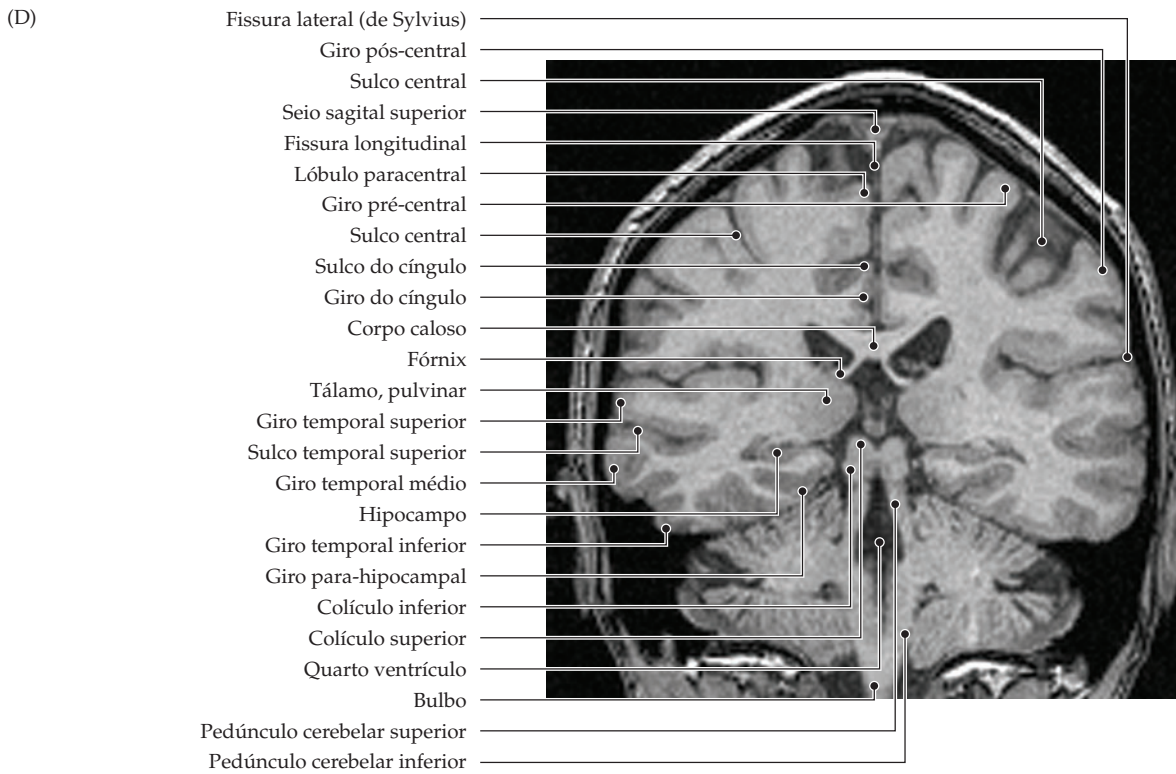 (D)
Fissura lateral (de Sylvius)
Giro pós-central
Sulco central
Seio sagital superior
Fissura longitudinal
Lóbulo paracentral
Giro pré-central
Sulco central
Sulco do cíngulo
Giro do cíngulo
Corpo caloso
Fórnix
Tálamo, pulvinar
Giro temporal superior
Sulco temporal superior
Giro temporal médio
Hipocampo
Giro temporal inferior
Giro para-hipocampal
Colículo inferior
Colículo superior
Quarto ventrículo
Bulbo
Pedúnculo cerebelar superior
Pedúnculo cerebelar inferior